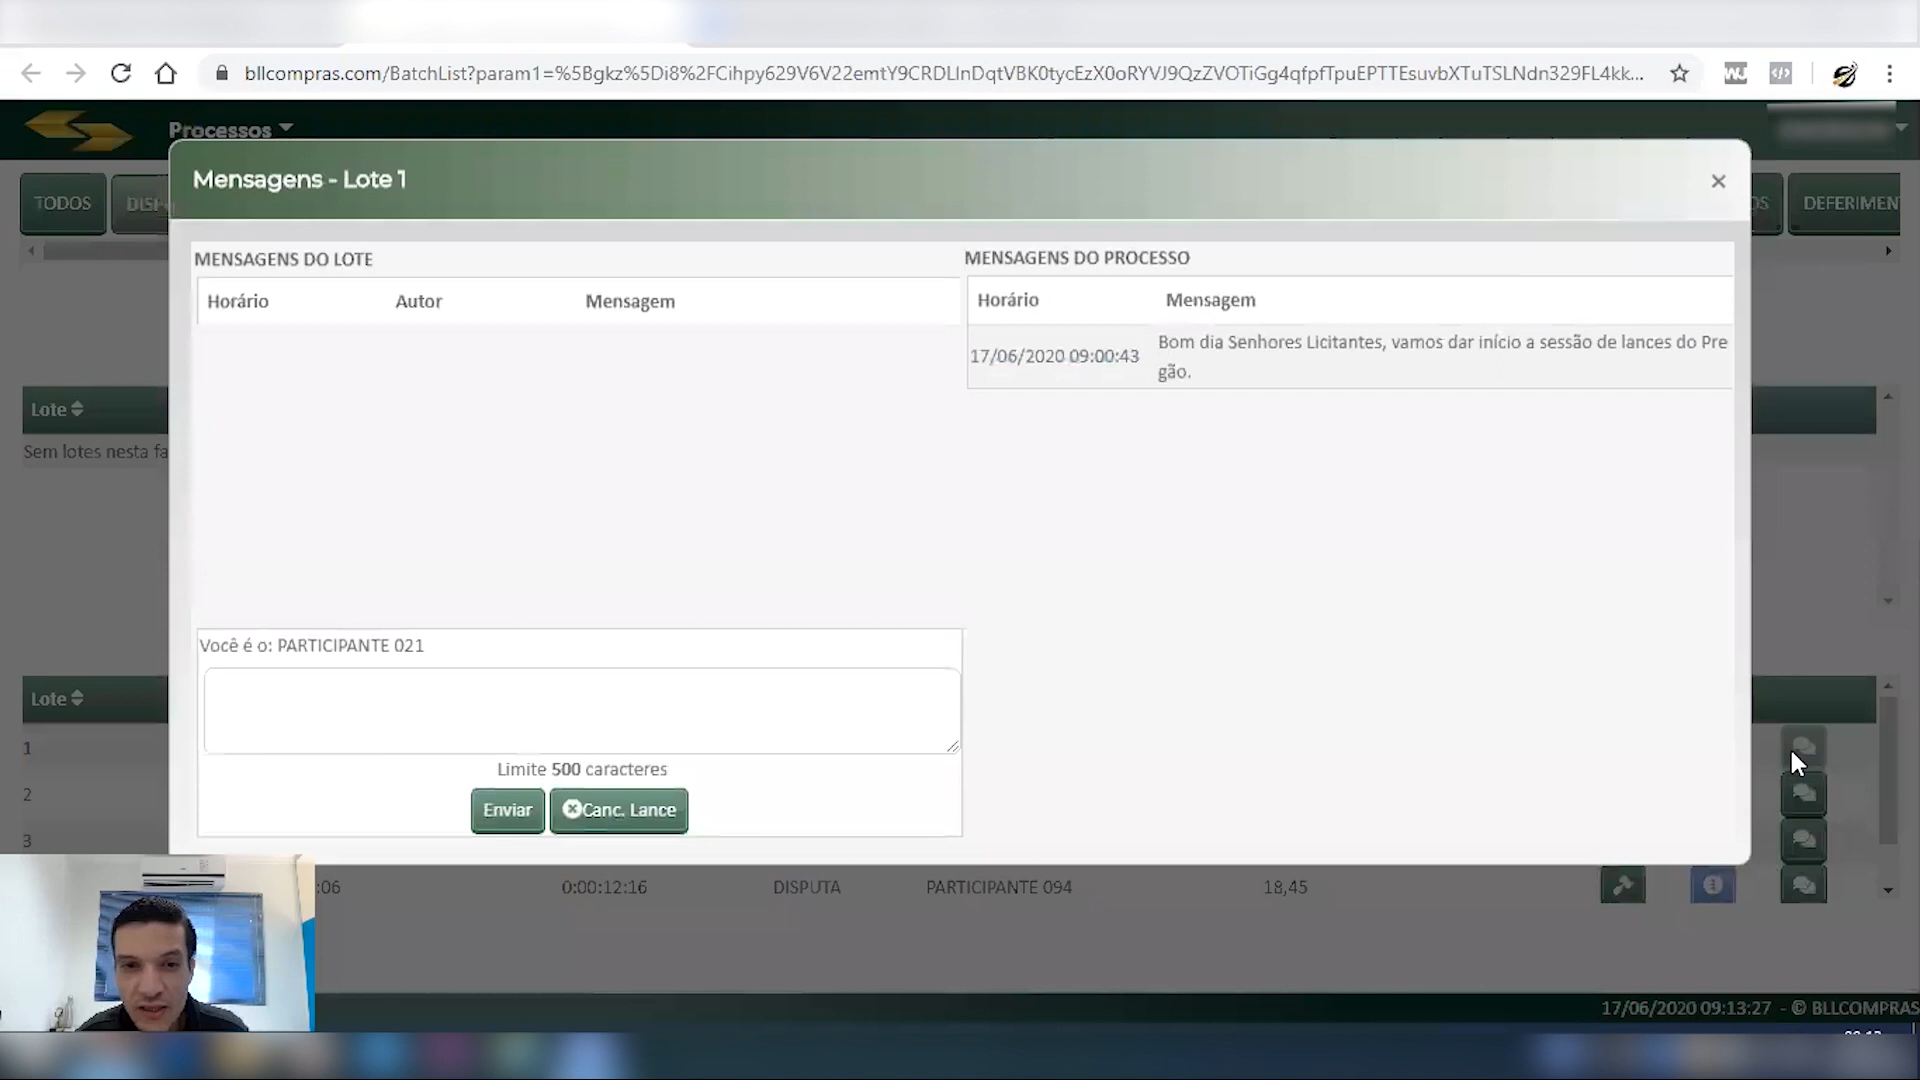 bllcompras.com/BatchList?param1=%5Bgkz%5Di8%2FCihpy629V6V22emtY9CRDLInDqtVBK0tycEzX0oRYVJ9QzZVOTiGg4qfpfTpuEPTTEsuvbXTuTSLNdn329FL4kk...
Processos
TODOS
DEFERIMEN
Mensagens - Lote 1
MENSAGENS DO LOTE
Horário Autor Mensagem
MENSAGENS DO PROCESSO
Horário Mensagem
17/06/2020 09:00:43
Bom dia Senhores Licitantes, vamos dar início a sessão de lances do Pre
gão.
Lote
Sem lotes nesta fa
Você é o: PARTICIPANTE 021
Limite 500 caracteres
Enviar
Canc. Lance
Lote
1
2
3
:06 0:00:12:16 DISPUTA PARTICIPANTE 094 18,45
17/06/2020 09:13:27 - © BLLCOMPRAS